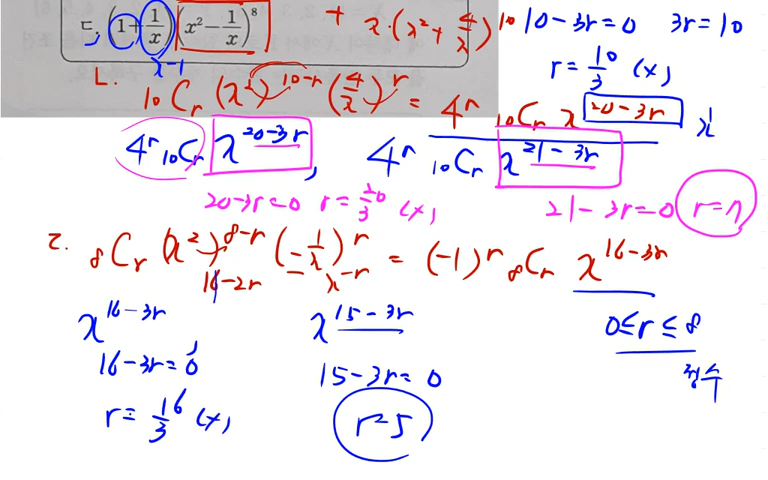 ㄷ. (1 + 1/x)(x² − 1/x)⁸ + x·(x² + 4/x)¹⁰
10 − 3r = 0 3r = 10
x⁻¹
r = 10/3 (×)
ㄴ. ₁₀Cᵣ (x²)¹⁰⁻ʳ (4/x)ʳ = 4ʳ ₁₀Cᵣ x²⁰⁻³ʳ x¹
4ʳ ₁₀Cᵣ x²⁰⁻³ʳ, 4ʳ ₁₀Cᵣ x²¹⁻³ʳ
20−3r=0 r = 20/3 (×) 21−3r=0 r=7
ㄷ. ₈Cᵣ (x²)⁸⁻ʳ (−1/x)ʳ = (−1)ʳ ₈Cᵣ x¹⁶⁻³ʳ
16−2r x⁻ʳ
x¹⁶⁻³ʳ, x¹⁵⁻³ʳ 0≤r≤8
16−3r=0 15−3r=0 정수
r = 16/3 (×) r=5